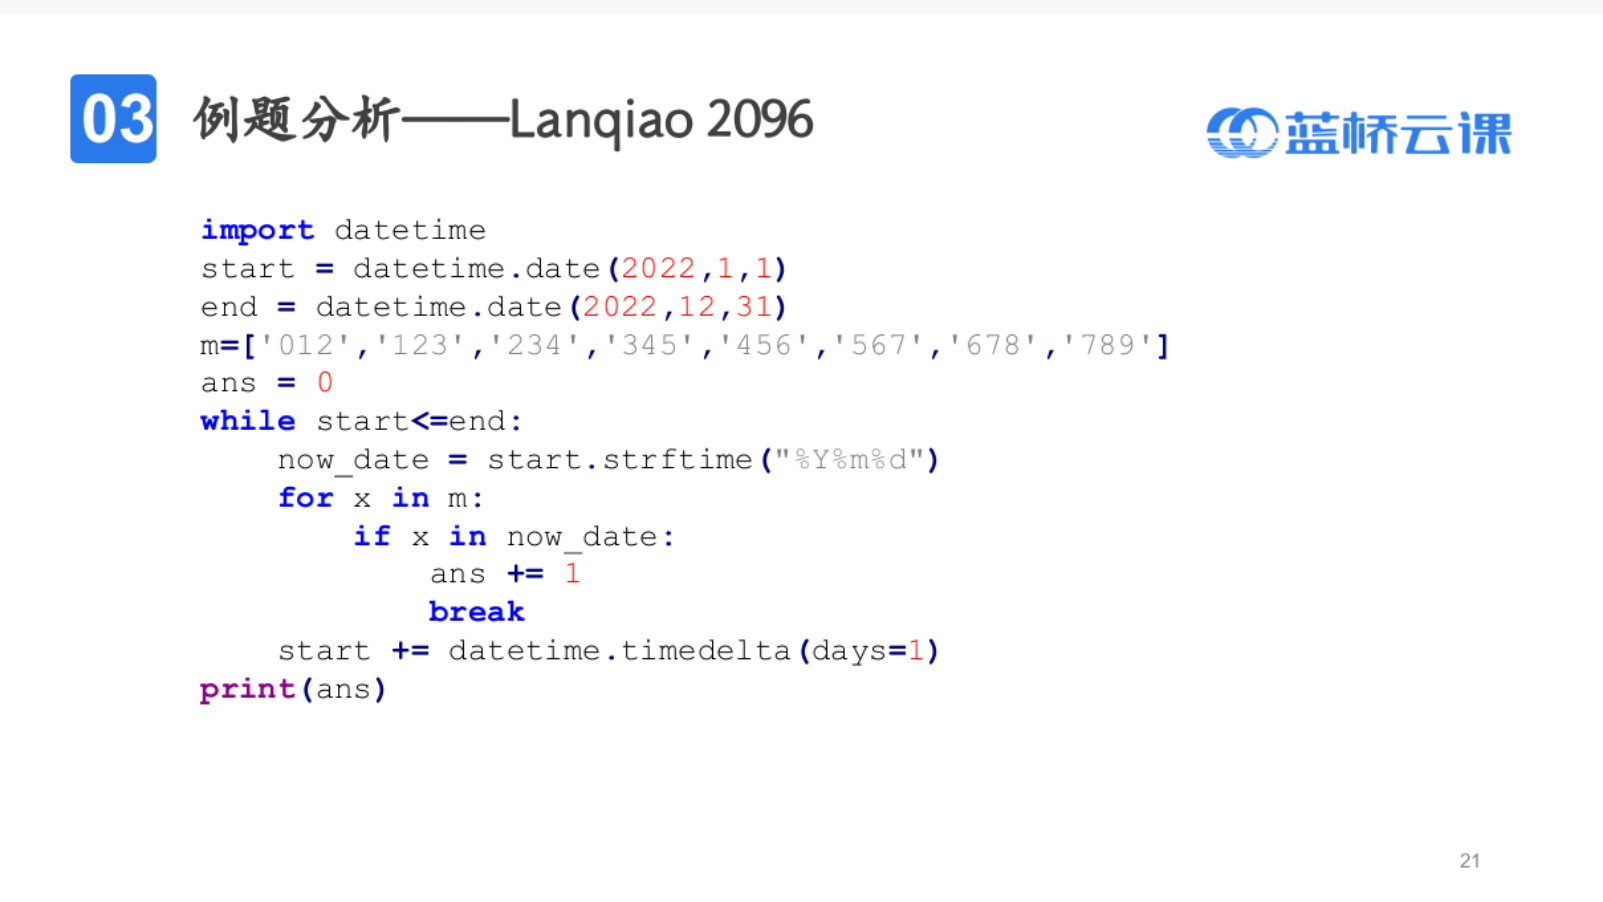 03 例题分析——Lanqiao 2096
蓝桥云课
import datetime
start = datetime.date(2022,1,1)
end = datetime.date(2022,12,31)
m=['012','123','234','345','456','567','678','789']
ans = 0
while start<=end:
    now_date = start.strftime("%Y%m%d")
    for x in m:
        if x in now_date:
            ans += 1
            break
    start += datetime.timedelta(days=1)
print(ans)
21